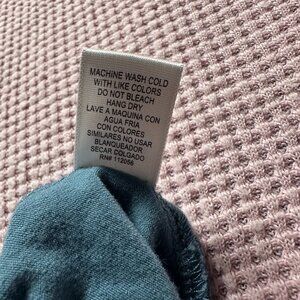 MACHINE WASH COLD
WITH LIKE COLORS
DO NOT BLEACH
HANG DRY
LAVE A MAQUINA CON
AGUA FRIA
CON COLORES
SIMILARES NO USAR
BLANQUEADOR
SECAR COLGADO
RN# 112056